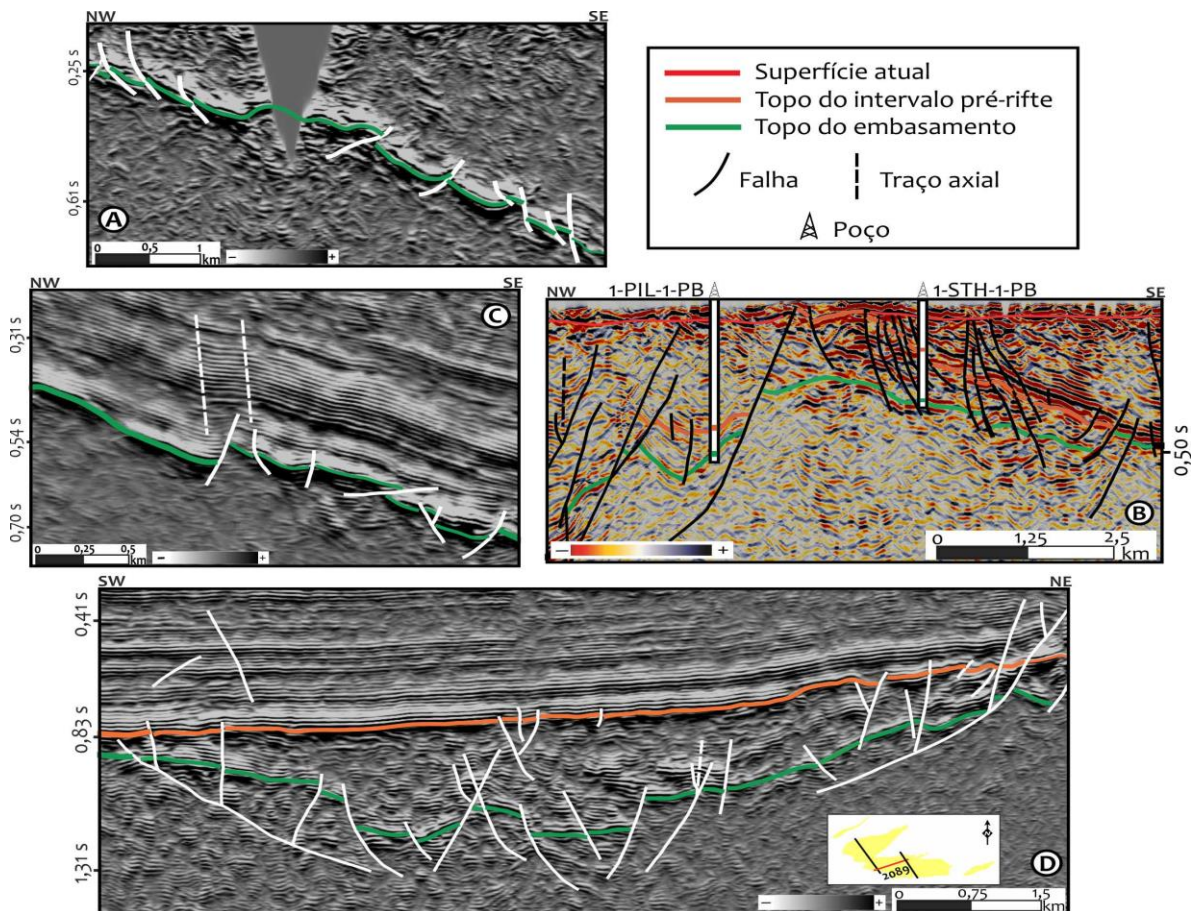 NW SE
0,25 S
0,61 S
A
0 0,5 1
km
− +
Superfície atual
Topo do intervalo pré-rifte
Topo do embasamento
Falha Traço axial
Poço
NW SE
C
0,31 S
0,54 S
0,70 S
0 0,25 0,5
km
− +
1-PIL-1-PB 1-STH-1-PB
NW SE
0,50 S
B
− +
0 1,25 2,5
km
SW NE
0,41 S
0,83 S
1,31 S
2089
D
− +
0 0,75 1,5
km